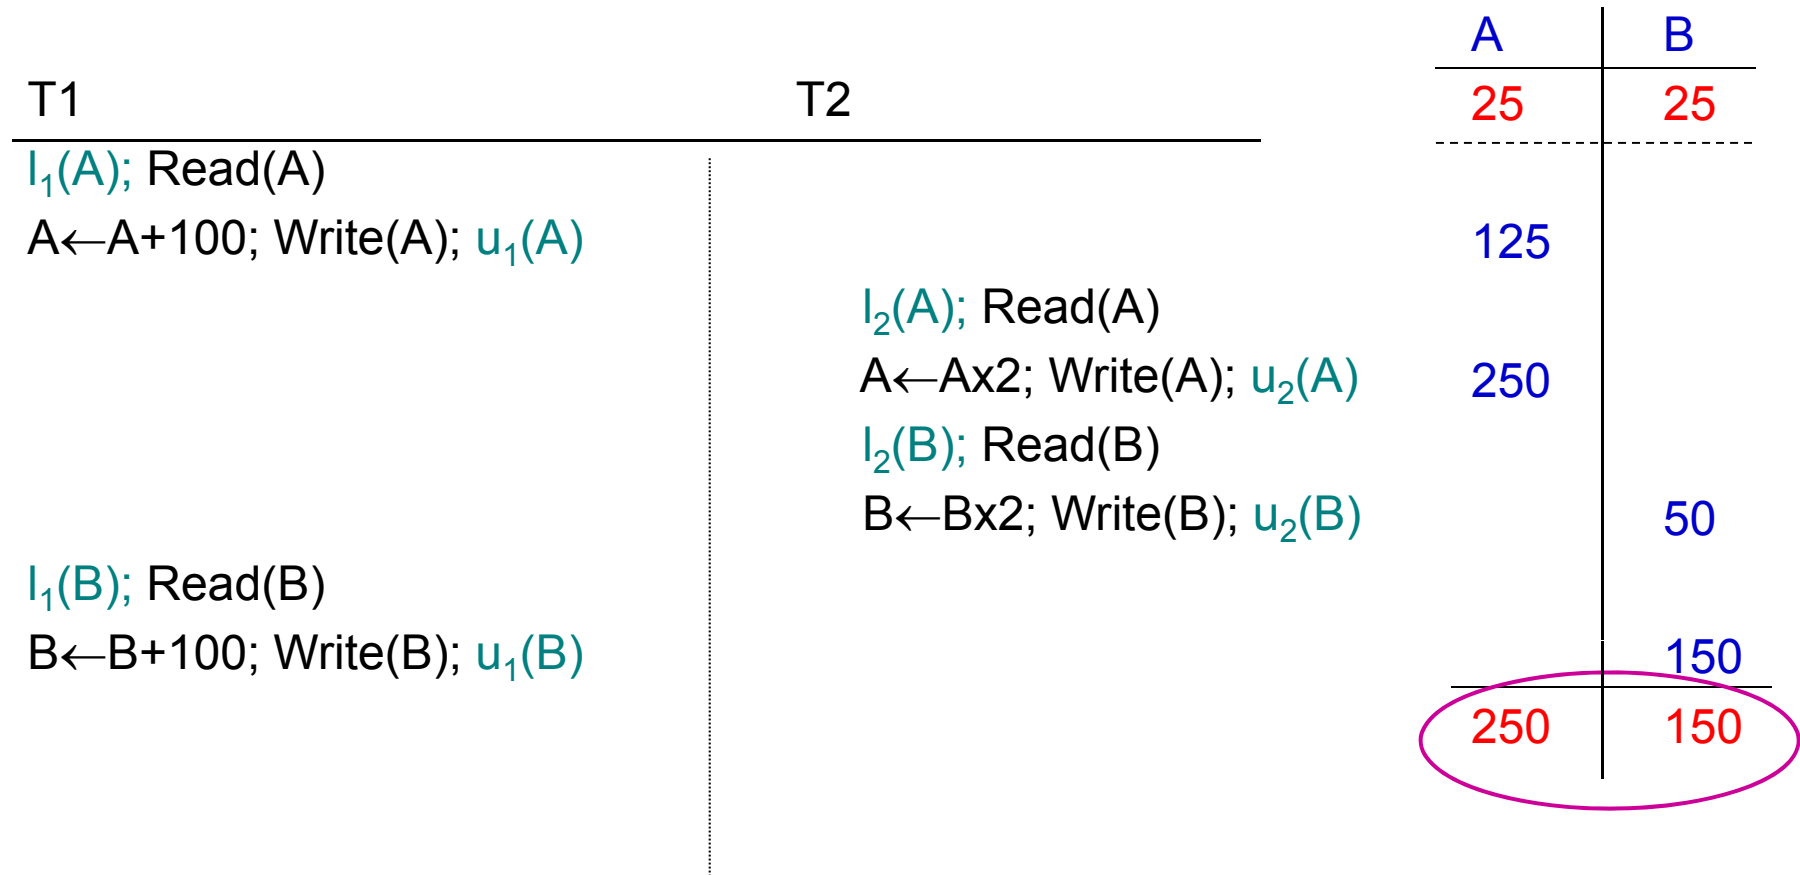 A B
T1 T2 25 25
l₁(A); Read(A)
A←A+100; Write(A); u₁(A) 125
l₂(A); Read(A)
A←Ax2; Write(A); u₂(A) 250
l₂(B); Read(B)
B←Bx2; Write(B); u₂(B) 50
l₁(B); Read(B)
B←B+100; Write(B); u₁(B) 150
250 150